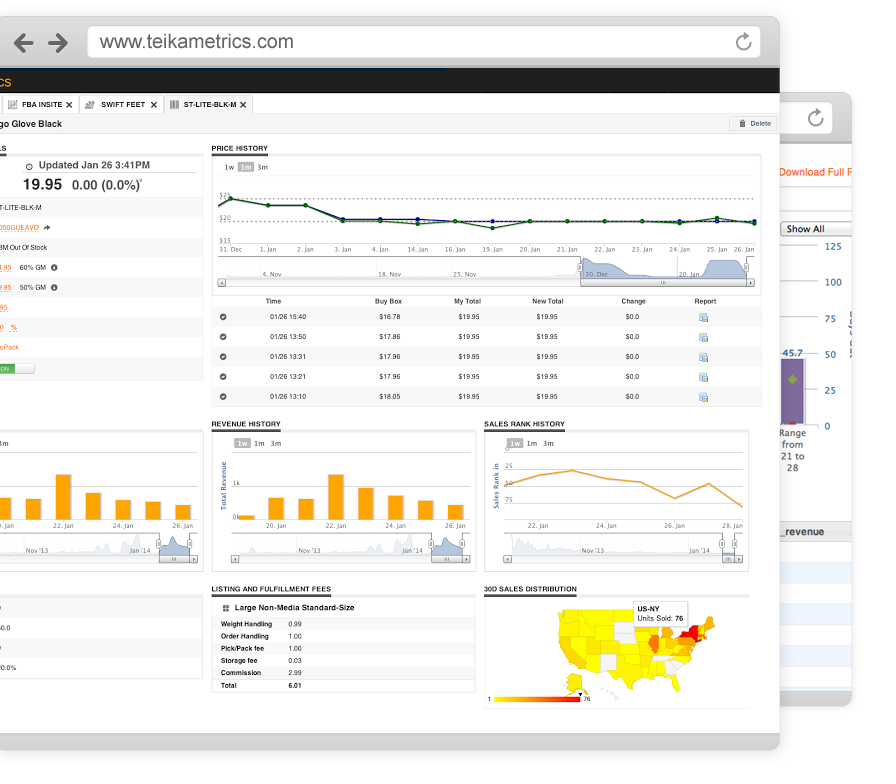 www.teikametrics.com
CS
FBA INSITE
SWIFT FEET
ST-LITE-BLK-M
go Glove Black
Delete
LS
Updated Jan 26 3:41PM
19.95 0.00 (0.0%)
T-LITE-BLK-M
000GUEAVO
BM Out Of Stock
4.95 60% GM
9.95 50% GM
95
0 %
oPack
ON
PRICE HISTORY
1w 1m 3m
$25
$20
$15
31. Dec 1. Jan 2. Jan 3. Jan 4. Jan 14. Jan 16. Jan 19. Jan 20. Jan 21. Jan 22. Jan 23. Jan 24. Jan 25. Jan 26. Jan
4. Nov 18. Nov 25. Nov 30. Dec 20. Jan
Time Buy Box My Total New Total Change Report
01/26 15:40 $16.78 $19.95 $19.95 $0.0
01/26 13:50 $17.86 $19.95 $19.95 $0.0
01/26 13:31 $17.96 $19.95 $19.95 $0.0
01/26 13:21 $17.96 $19.95 $19.95 $0.0
01/26 13:10 $18.05 $19.95 $19.95 $0.0
3m
. Jan 22. Jan 24. Jan 26. Jan
Nov '13 Jan '14
REVENUE HISTORY
1w 1m 3m
Total Revenue
1k
0k
20. Jan 22. Jan 24. Jan 26. Jan
Nov '13 Jan '14
SALES RANK HISTORY
1w 1m 3m
Sales Rank in
0
25
50
75
22. Jan 24. Jan 26. Jan 28. Jan
Nov '13 Jan '14
0
$0.0
0
20.0%
LISTING AND FULFILLMENT FEES
Large Non-Media Standard-Size
Weight Handling 0.99
Order Handling 1.00
Pick/Pack fee 1.00
Storage fee 0.03
Commission 2.99
Total 6.01
30D SALES DISTRIBUTION
US-NY
Units Sold: 76
1 76
Download Full F
Show All
125
100
75
50
25
0
45.7
Range
from
21 to
28
_revenue